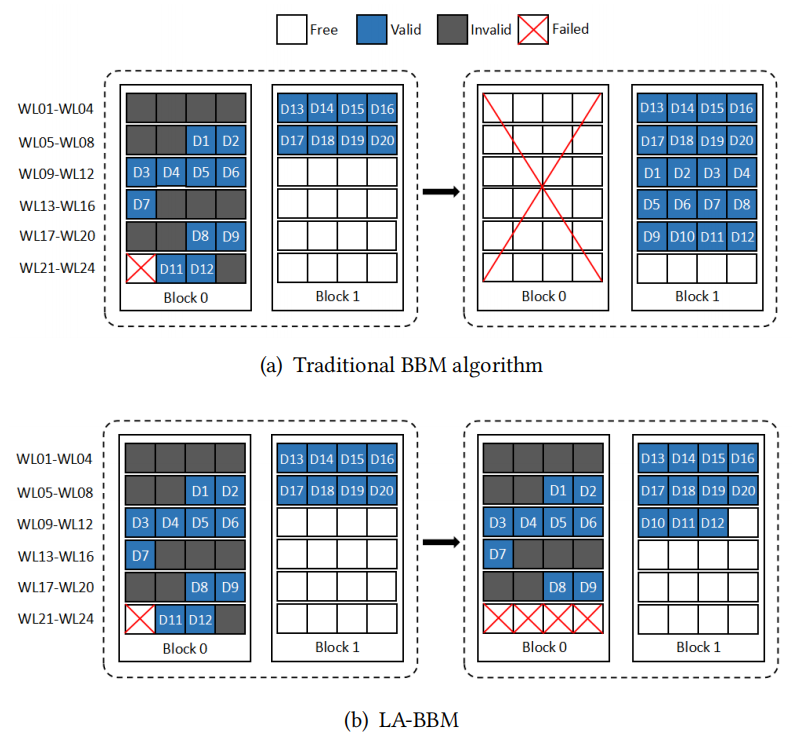 Free Valid Invalid Failed
WL01-WL04 D13 D14 D15 D16 D13 D14 D15 D16
WL05-WL08 D1 D2 D17 D18 D19 D20 D17 D18 D19 D20
WL09-WL12 D3 D4 D5 D6 D1 D2 D3 D4
WL13-WL16 D7 D5 D6 D7 D8
WL17-WL20 D8 D9 D9 D10 D11 D12
WL21-WL24 D11 D12
Block 0 Block 1 Block 0 Block 1
(a) Traditional BBM algorithm
WL01-WL04 D13 D14 D15 D16 D13 D14 D15 D16
WL05-WL08 D1 D2 D17 D18 D19 D20 D1 D2 D17 D18 D19 D20
WL09-WL12 D3 D4 D5 D6 D3 D4 D5 D6 D10 D11 D12
WL13-WL16 D7 D7
WL17-WL20 D8 D9 D8 D9
WL21-WL24 D11 D12
Block 0 Block 1 Block 0 Block 1
(b) LA-BBM